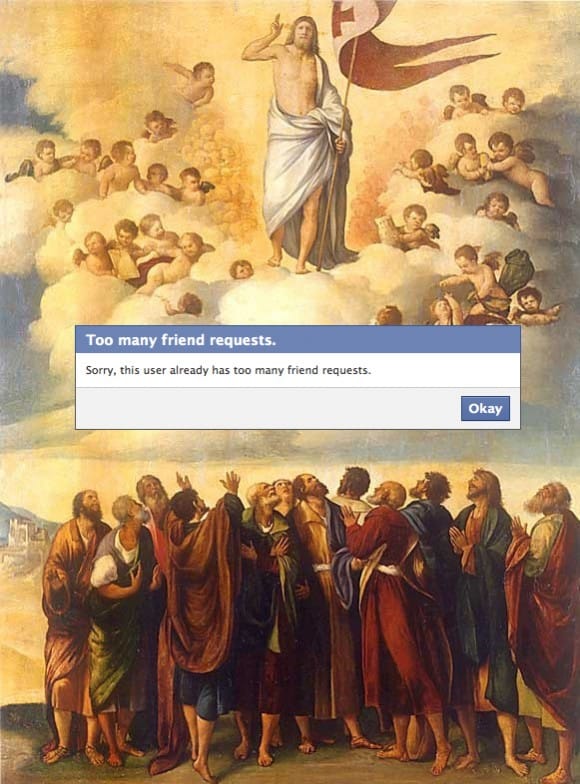 Too many friend requests.
Sorry, this user already has too many friend requests.
Okay